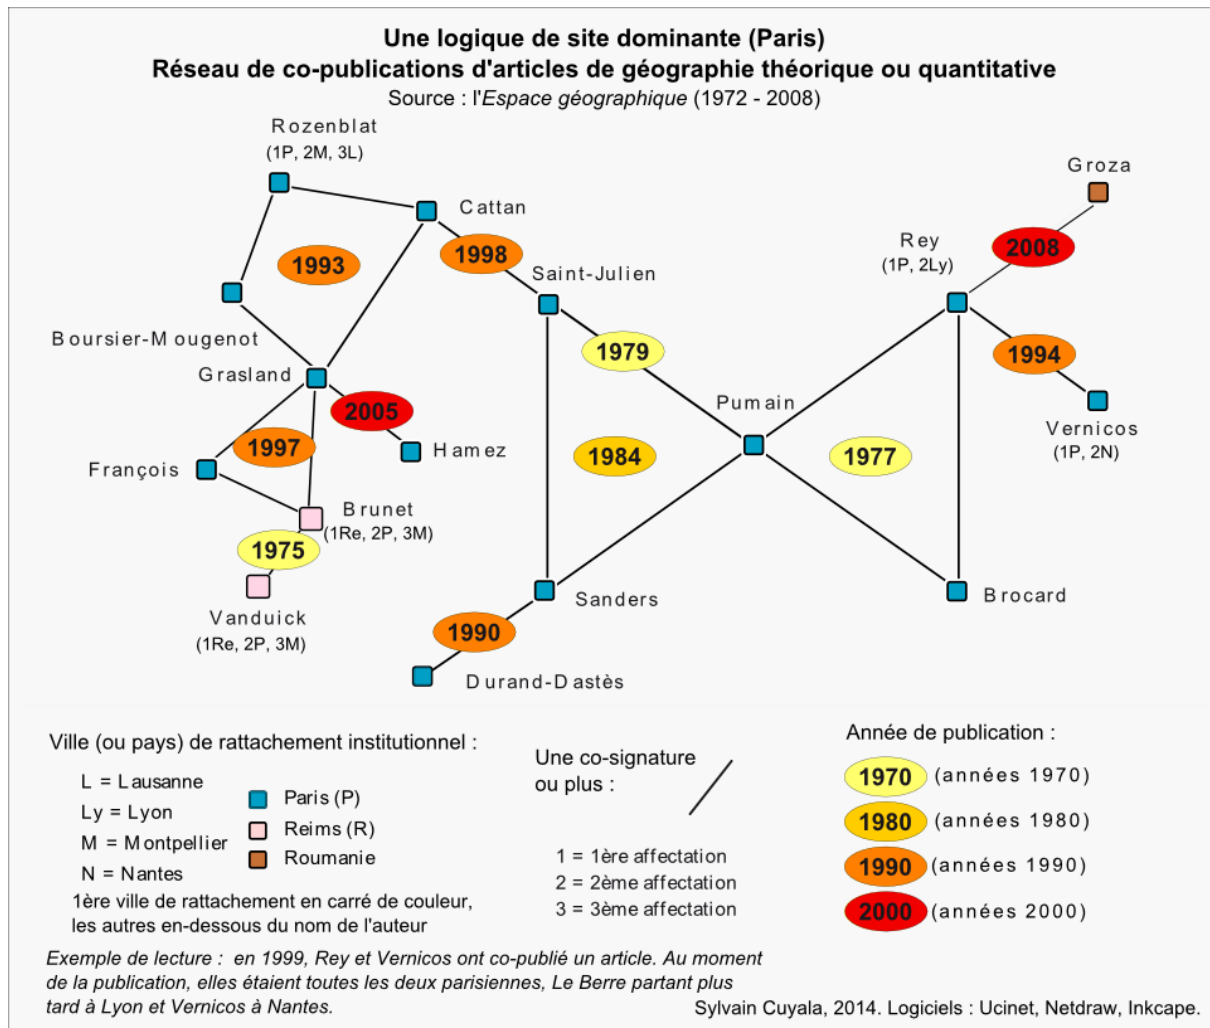 Une logique de site dominante (Paris)
Réseau de co-publications d'articles de géographie théorique ou quantitative
Source : l'Espace géographique (1972 - 2008)
Rozenblat
(1P, 2M, 3L)
Groza
Cattan
Rey
(1P, 2Ly)
2008
1998
1993
Saint-Julien
Boursier-Mougenot
1979
1994
Grasland
Pumain
2005
Vernicos
(1P, 2N)
1997
Hamez
1984
1977
François
Brunet
(1Re, 2P, 3M)
1975
Vanduick
(1Re, 2P, 3M)
Sanders
Brocard
1990
Durand-Dastès
Ville (ou pays) de rattachement institutionnel :
L = Lausanne
Ly = Lyon
M = Montpellier
N = Nantes
Paris (P)
Reims (R)
Roumanie
1ère ville de rattachement en carré de couleur,
les autres en-dessous du nom de l'auteur
Une co-signature
ou plus :
1 = 1ère affectation
2 = 2ème affectation
3 = 3ème affectation
Année de publication :
1970 (années 1970)
1980 (années 1980)
1990 (années 1990)
2000 (années 2000)
Exemple de lecture : en 1999, Rey et Vernicos ont co-publié un article. Au moment
de la publication, elles étaient toutes les deux parisiennes, Le Berre partant plus
tard à Lyon et Vernicos à Nantes.
Sylvain Cuyala, 2014. Logiciels : Ucinet, Netdraw, Inkcape.